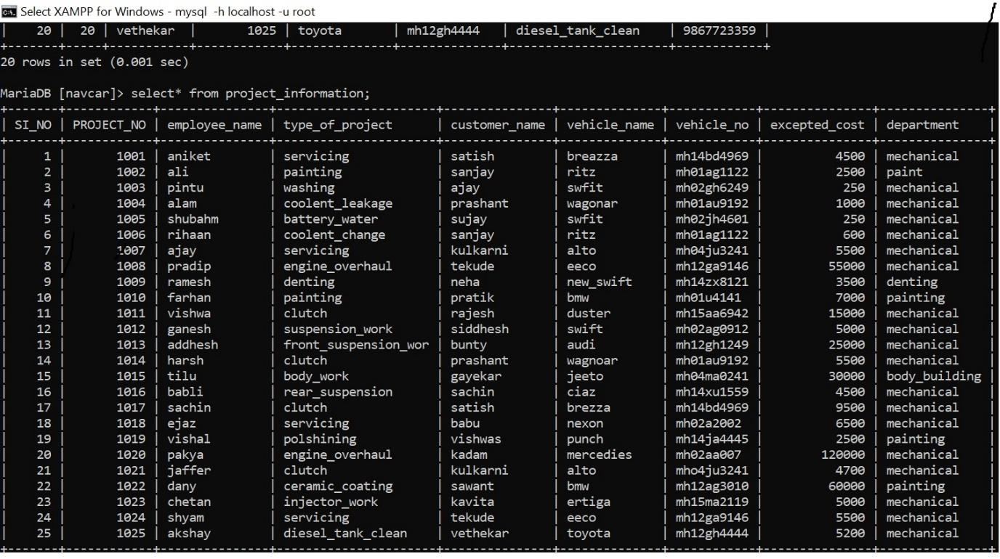 Select XAMPP for Windows - mysql -h localhost -u root
| 20 | 20 | vethekar | 1025 | toyota | mh12gh4444 | diesel_tank_clean | 9867723359 |
20 rows in set (0.001 sec)
MariaDB [navcar]> select* from project_information;
| SI_NO | PROJECT_NO | employee_name | type_of_project | customer_name | vehicle_name | vehicle_no | excepted_cost | department |
| 1 | 1001 | aniket | servicing | satish | breazza | mh14bd4969 | 4500 | mechanical |
| 2 | 1002 | ali | painting | sanjay | ritz | mh01ag1122 | 2500 | paint |
| 3 | 1003 | pintu | washing | ajay | swfit | mh02gh6249 | 250 | mechanical |
| 4 | 1004 | alam | coolent_leakage | prashant | wagonar | mh01au9192 | 1000 | mechanical |
| 5 | 1005 | shubahm | battery_water | sujay | swfit | mh02jh4601 | 250 | mechanical |
| 6 | 1006 | rihaan | coolent_change | sanjay | ritz | mh01ag1122 | 600 | mechanical |
| 7 | 1007 | ajay | servicing | kulkarni | alto | mh04ju3241 | 5500 | mechanical |
| 8 | 1008 | pradip | engine_overhaul | tekude | eeco | mh12ga9146 | 55000 | mechanical |
| 9 | 1009 | ramesh | denting | neha | new_swift | mh14zx8121 | 3500 | denting |
| 10 | 1010 | farhan | painting | pratik | bmw | mh01u4141 | 7000 | painting |
| 11 | 1011 | vishwa | clutch | rajesh | duster | mh15aa6942 | 15000 | mechanical |
| 12 | 1012 | ganesh | suspension_work | siddhesh | swift | mh02ag0912 | 5000 | mechanical |
| 13 | 1013 | addhesh | front_suspension_wor | bunty | audi | mh12gh1249 | 25000 | mechanical |
| 14 | 1014 | harsh | clutch | prashant | wagnoar | mh01au9192 | 5500 | mechanical |
| 15 | 1015 | tilu | body_work | gayekar | jeeto | mh04ma0241 | 30000 | body_building |
| 16 | 1016 | babli | rear_suspension | sachin | ciaz | mh14xu1559 | 4500 | mechanical |
| 17 | 1017 | sachin | clutch | satish | brezza | mh14bd4969 | 9500 | mechanical |
| 18 | 1018 | ejaz | servicing | babu | nexon | mh02a2002 | 6500 | mechanical |
| 19 | 1019 | vishal | polshining | vishwas | punch | mh14ja4445 | 2500 | painting |
| 20 | 1020 | pakya | engine_overhaul | kadam | mercedies | mh02aa007 | 120000 | mechanical |
| 21 | 1021 | jaffer | clutch | kulkarni | alto | mho4ju3241 | 4700 | mechanical |
| 22 | 1022 | dany | ceramic_coating | sawant | bmw | mh12ag3010 | 60000 | painting |
| 23 | 1023 | chetan | injector_work | kavita | ertiga | mh15ma2119 | 5000 | mechanical |
| 24 | 1024 | shyam | servicing | tekude | eeco | mh12ga9146 | 5500 | mechanical |
| 25 | 1025 | akshay | diesel_tank_clean | vethekar | toyota | mh12gh4444 | 5200 | mechanical |